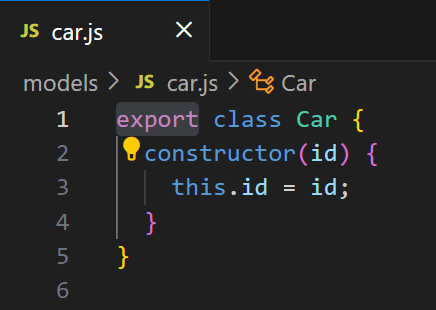 JS car.js ×
models > JS car.js > Car
1 export class Car {
2   constructor(id) {
3     this.id = id;
4   }
5 }
6